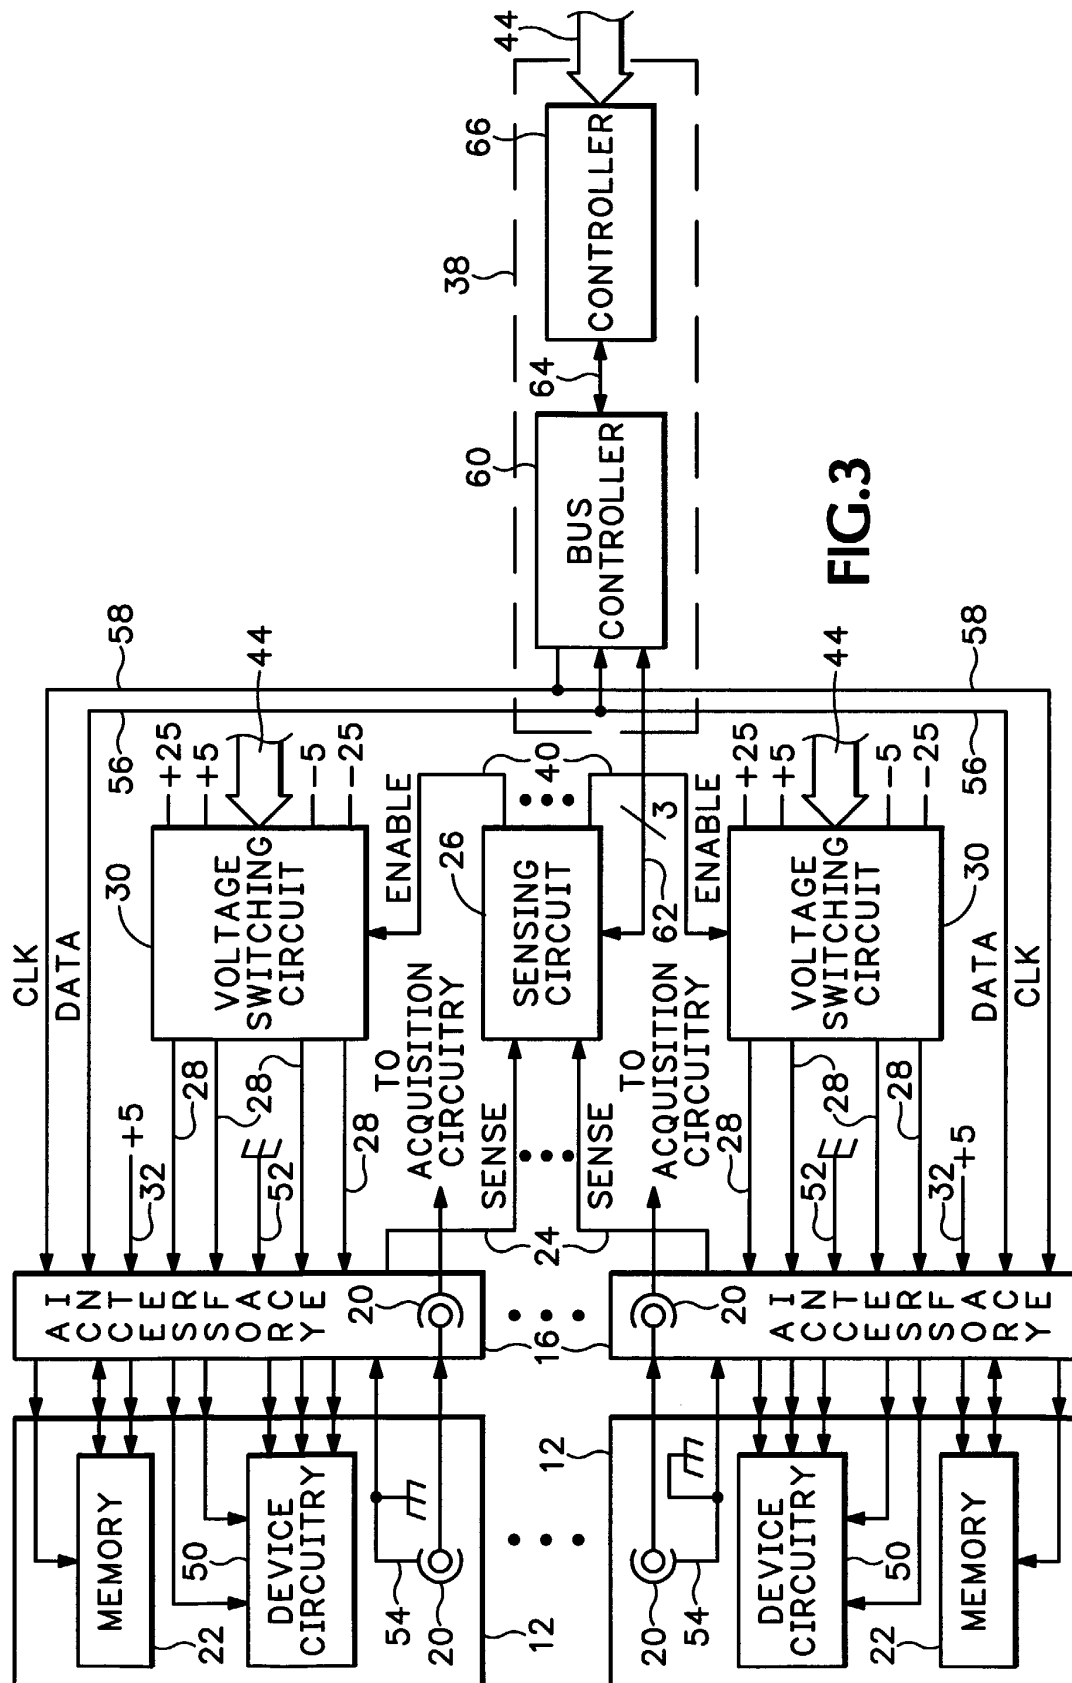 22
MEMORY
50
DEVICE
CIRCUITRY
54
20
12
22
MEMORY
50
DEVICE
CIRCUITRY
54
20
12
ACCESSORY
INTERFACE
20
16
ACCESSORY
INTERFACE
20
CLK
DATA
32
+5
28
28
52
28
24
SENSE
SENSE
TO
ACQUISITION
CIRCUITRY
TO
ACQUISITION
CIRCUITRY
28
52
28
28
32
+5
DATA
CLK
30
VOLTAGE
SWITCHING
CIRCUIT
+25
+5
44
-5
-25
ENABLE
26
SENSING
CIRCUIT
40
62
3
ENABLE
30
VOLTAGE
SWITCHING
CIRCUIT
+25
+5
44
-5
-25
56
58
56
58
60
BUS
CONTROLLER
64
38
66
CONTROLLER
44
FIG.3